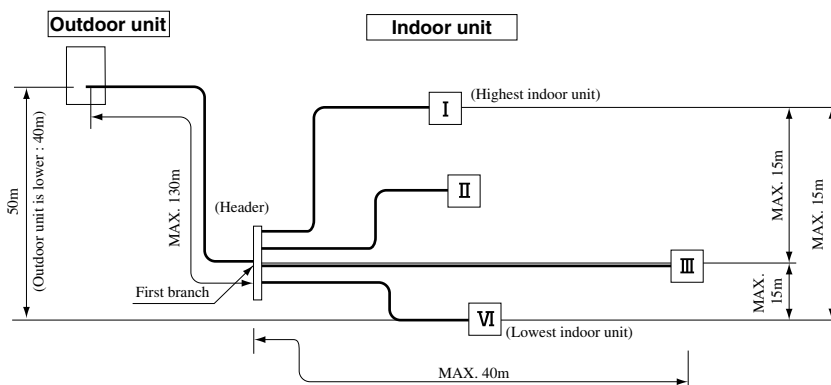 Outdoor unit
Indoor unit
50m
(Outdoor unit is lower : 40m)
MAX. 130m
(Header)
First branch
I
(Highest indoor unit)
II
III
VI
(Lowest indoor unit)
MAX. 15m
MAX. 15m
MAX.
15m
MAX. 40m